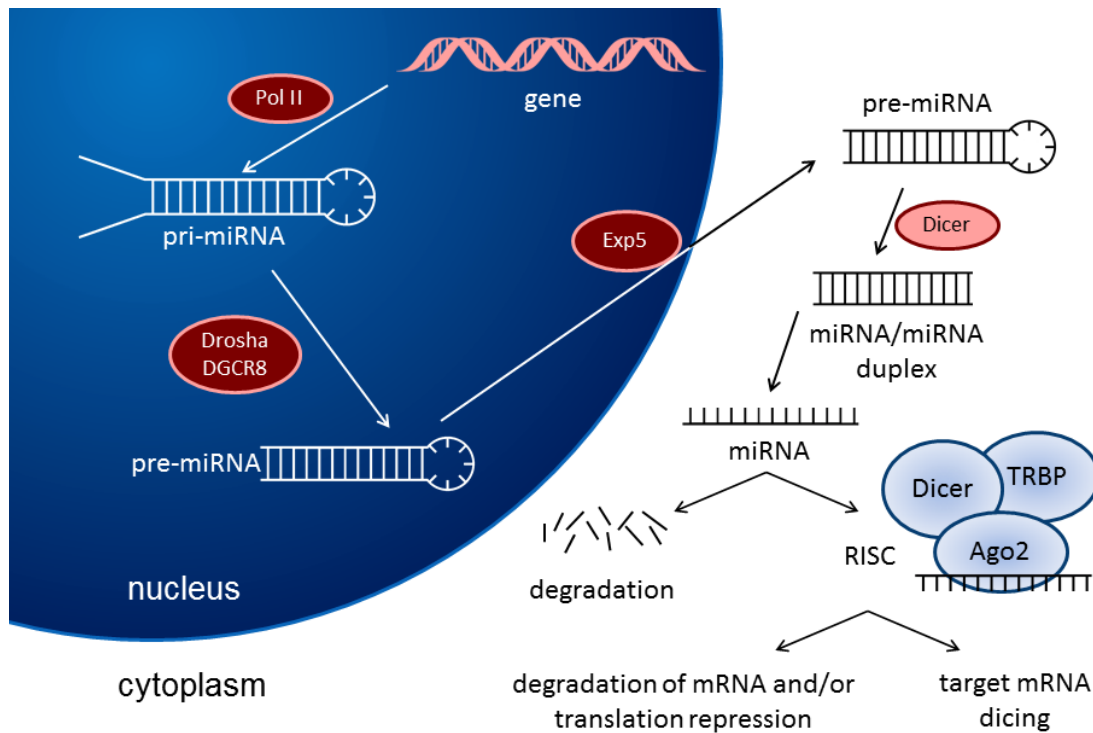 gene
Pol II
pri-miRNA
Drosha
DGCR8
pre-miRNA
Exp5
nucleus
cytoplasm
pre-miRNA
Dicer
miRNA/miRNA
duplex
miRNA
degradation
RISC
Dicer
TRBP
Ago2
degradation of mRNA and/or
translation repression
target mRNA
dicing